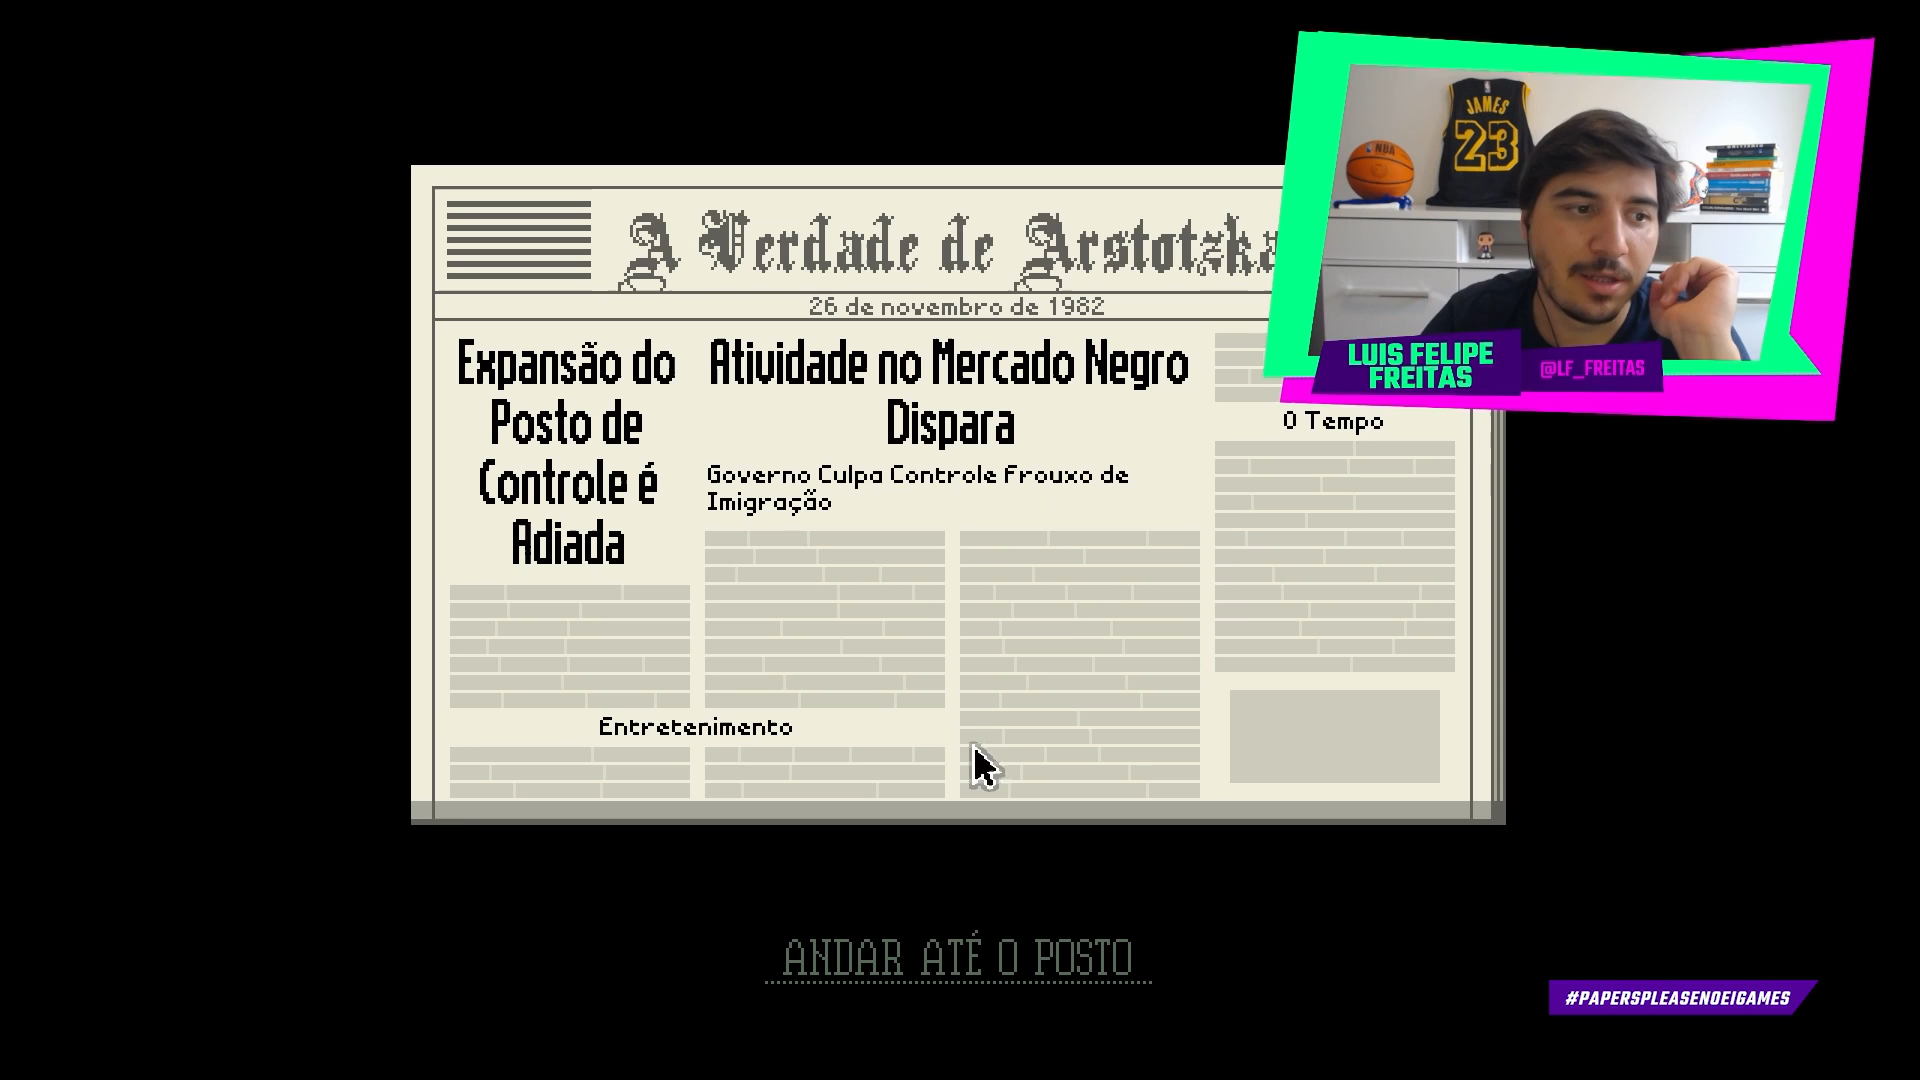 A Verdade de Arstotzka
26 de novembro de 1982
Expansão do
Posto de
Controle é
Adiada
Atividade no Mercado Negro
Dispara
Governo Culpa Controle Frouxo de
Imigração
O Tempo
Entretenimento
ANDAR ATÉ O POSTO
NBA
JAMES
23
LUIS FELIPE
FREITAS
@LF_FREITAS
#PAPERSPLEASENOEIGAMES